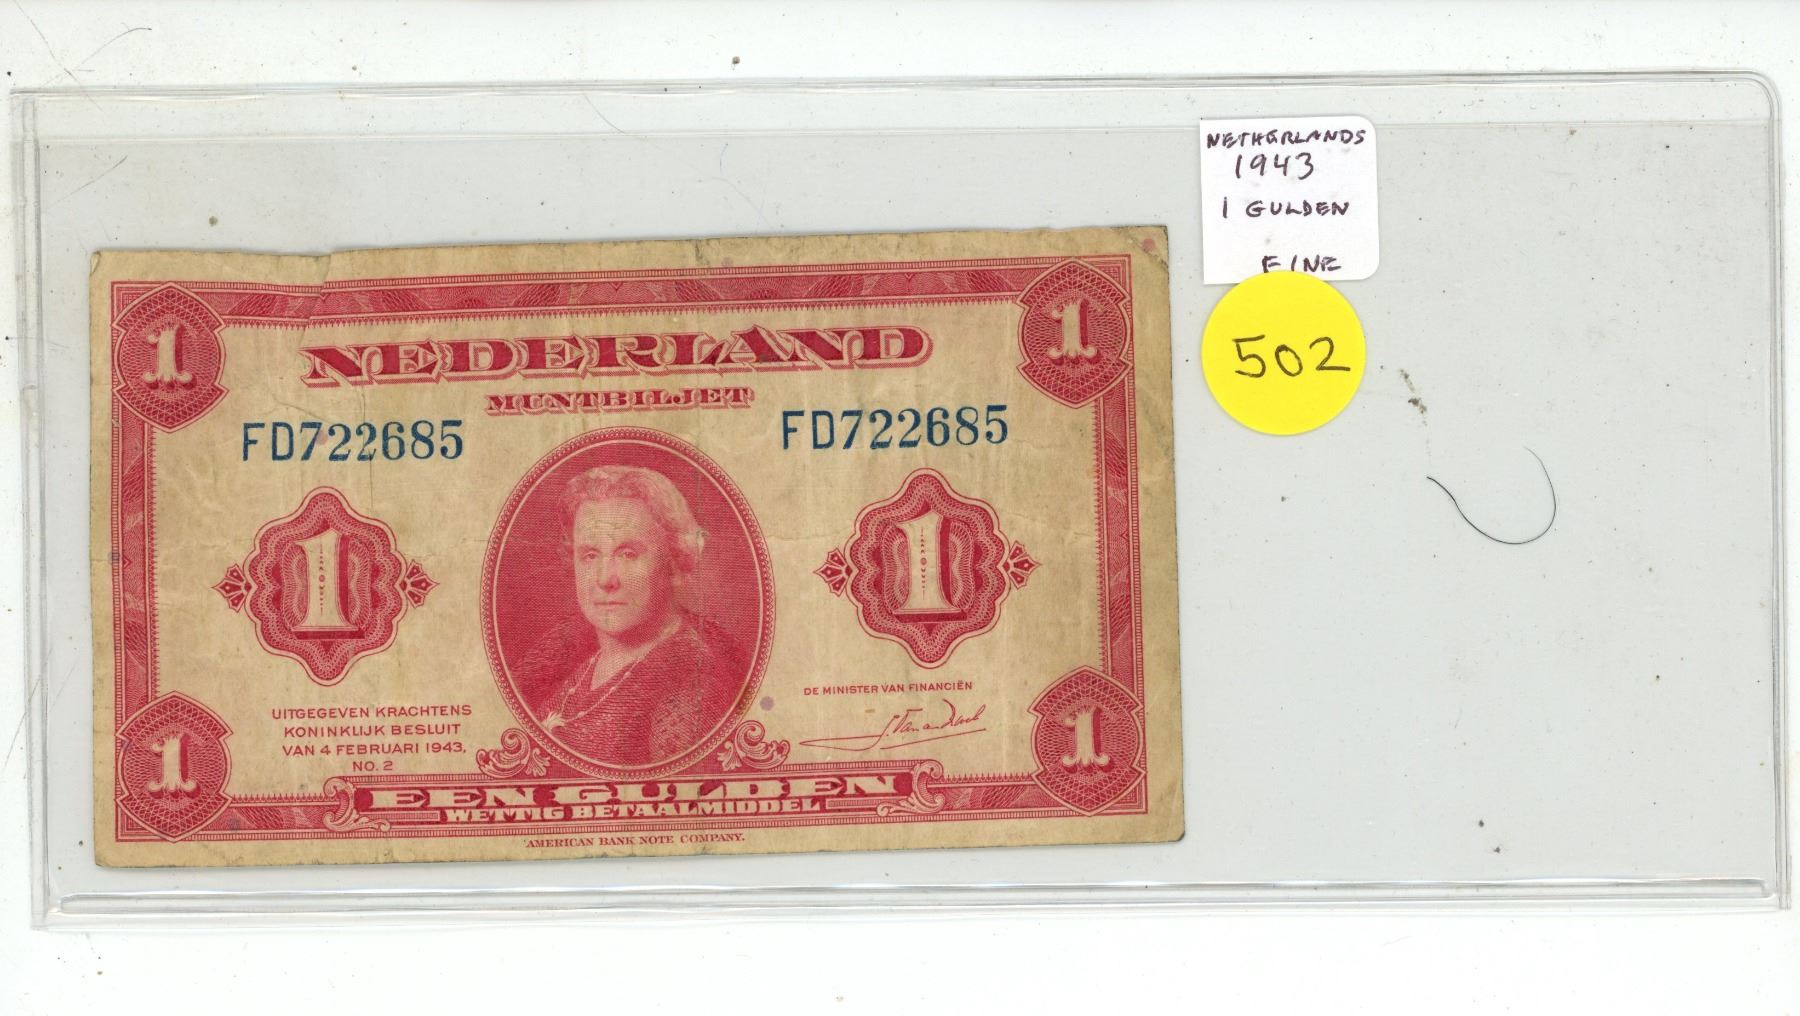 NETHERLANDS
1943
1 GULDEN
FINE
502
1
1
NEDERLAND
MUNTBILJET
FD722685
FD722685
1
1
DE MINISTER VAN FINANCIËN
UITGEGEVEN KRACHTENS
KONINKLIJK BESLUIT
VAN 4 FEBRUARI 1943,
NO. 2
1
1
EEN GULDEN
WETTIG BETAALMIDDEL
AMERICAN BANK NOTE COMPANY.